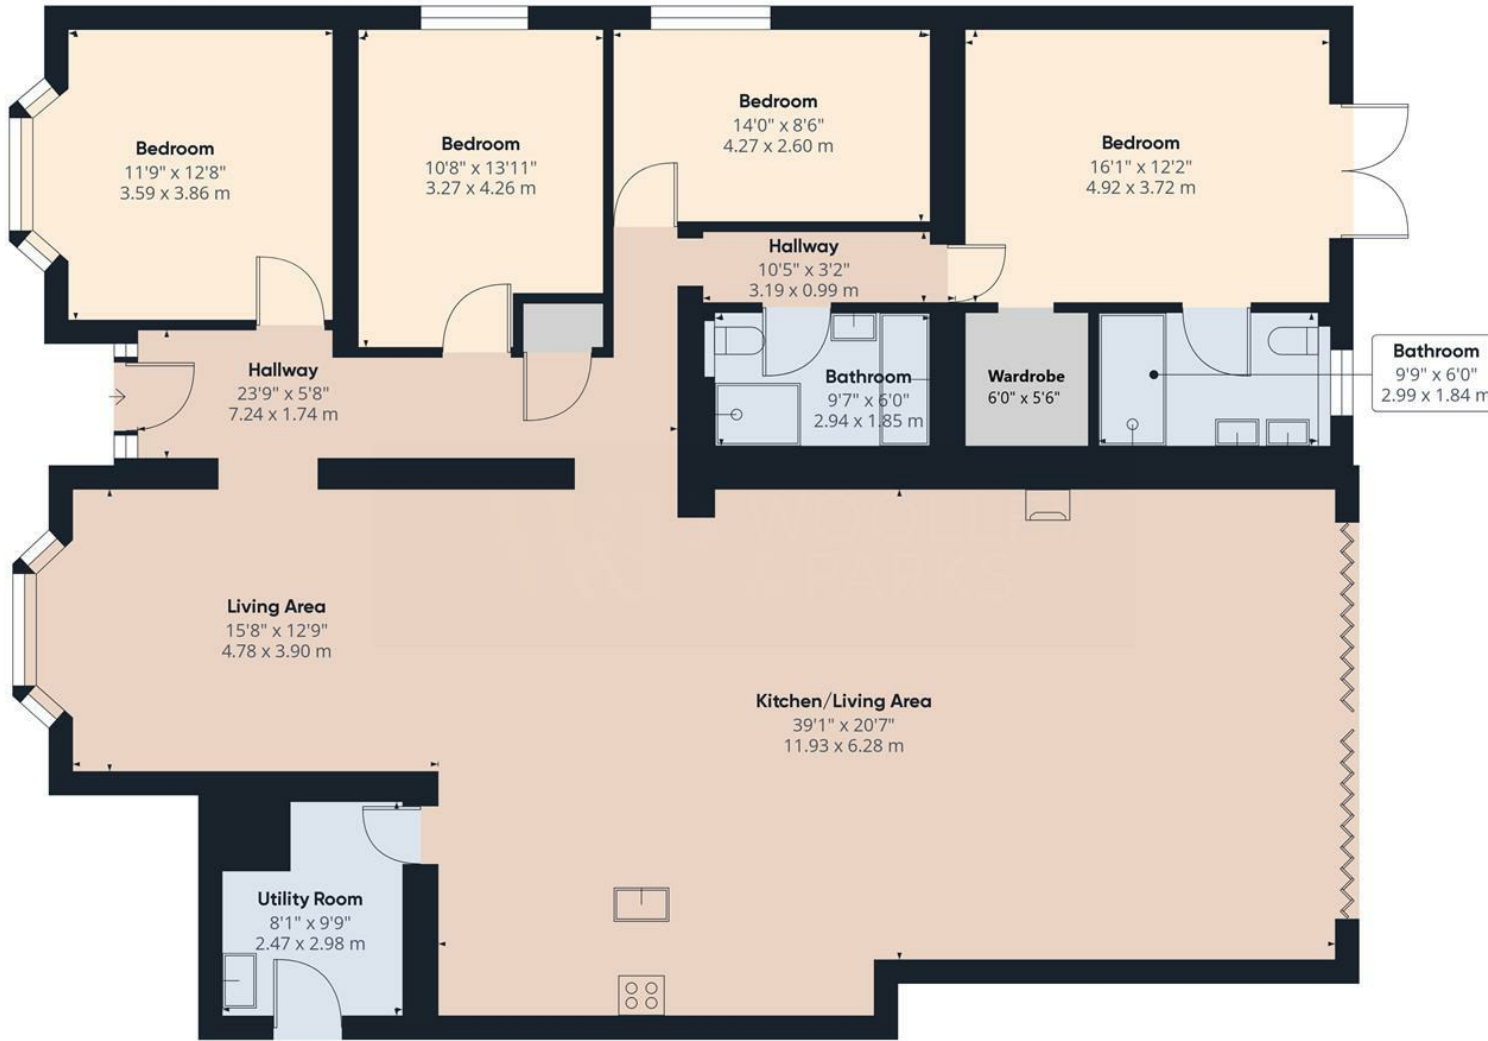 Bedroom
11'9" x 12'8"
3.59 x 3.86 m
Bedroom
10'8" x 13'11"
3.27 x 4.26 m
Bedroom
14'0" x 8'6"
4.27 x 2.60 m
Bedroom
16'1" x 12'2"
4.92 x 3.72 m
Hallway
10'5" x 3'2"
3.19 x 0.99 m
Hallway
23'9" x 5'8"
7.24 x 1.74 m
Bathroom
9'7" x 6'0"
2.94 x 1.85 m
Wardrobe
6'0" x 5'6"
Bathroom
9'9" x 6'0"
2.99 x 1.84 m
Living Area
15'8" x 12'9"
4.78 x 3.90 m
Kitchen/Living Area
39'1" x 20'7"
11.93 x 6.28 m
Utility Room
8'1" x 9'9"
2.47 x 2.98 m